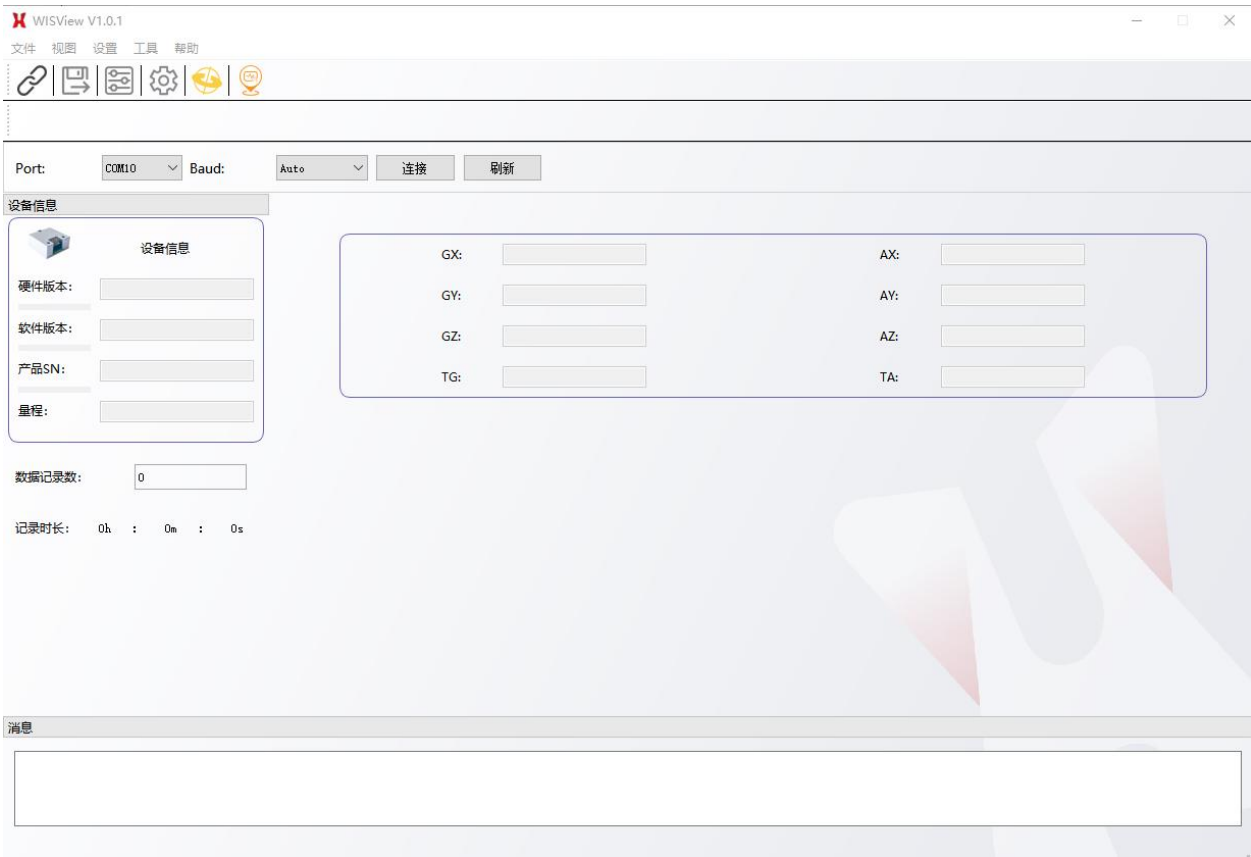 WISView V1.0.1
文件 视图 设置 工具 帮助
Port: COM10 Baud: Auto 连接 刷新
设备信息
设备信息
硬件版本:
软件版本:
产品SN:
量程:
GX: AX:
GY: AY:
GZ: AZ:
TG: TA:
数据记录数: 0
记录时长: 0h : 0m : 0s
消息